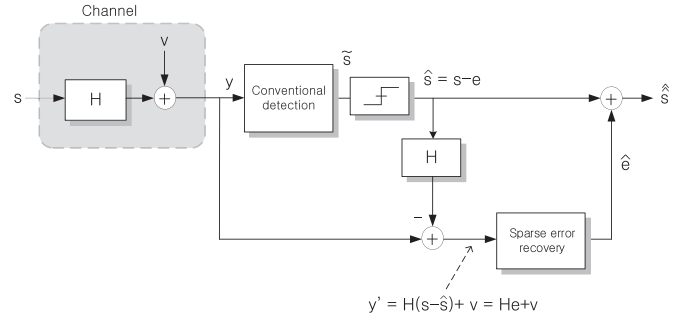 Channel
v
s
H
+
y
Conventional
detection
s̃
ŝ = s−e
H
−
+
Sparse error
recovery
ê
+
ŝ̂
y' = H(s−ŝ)+ v = He+v